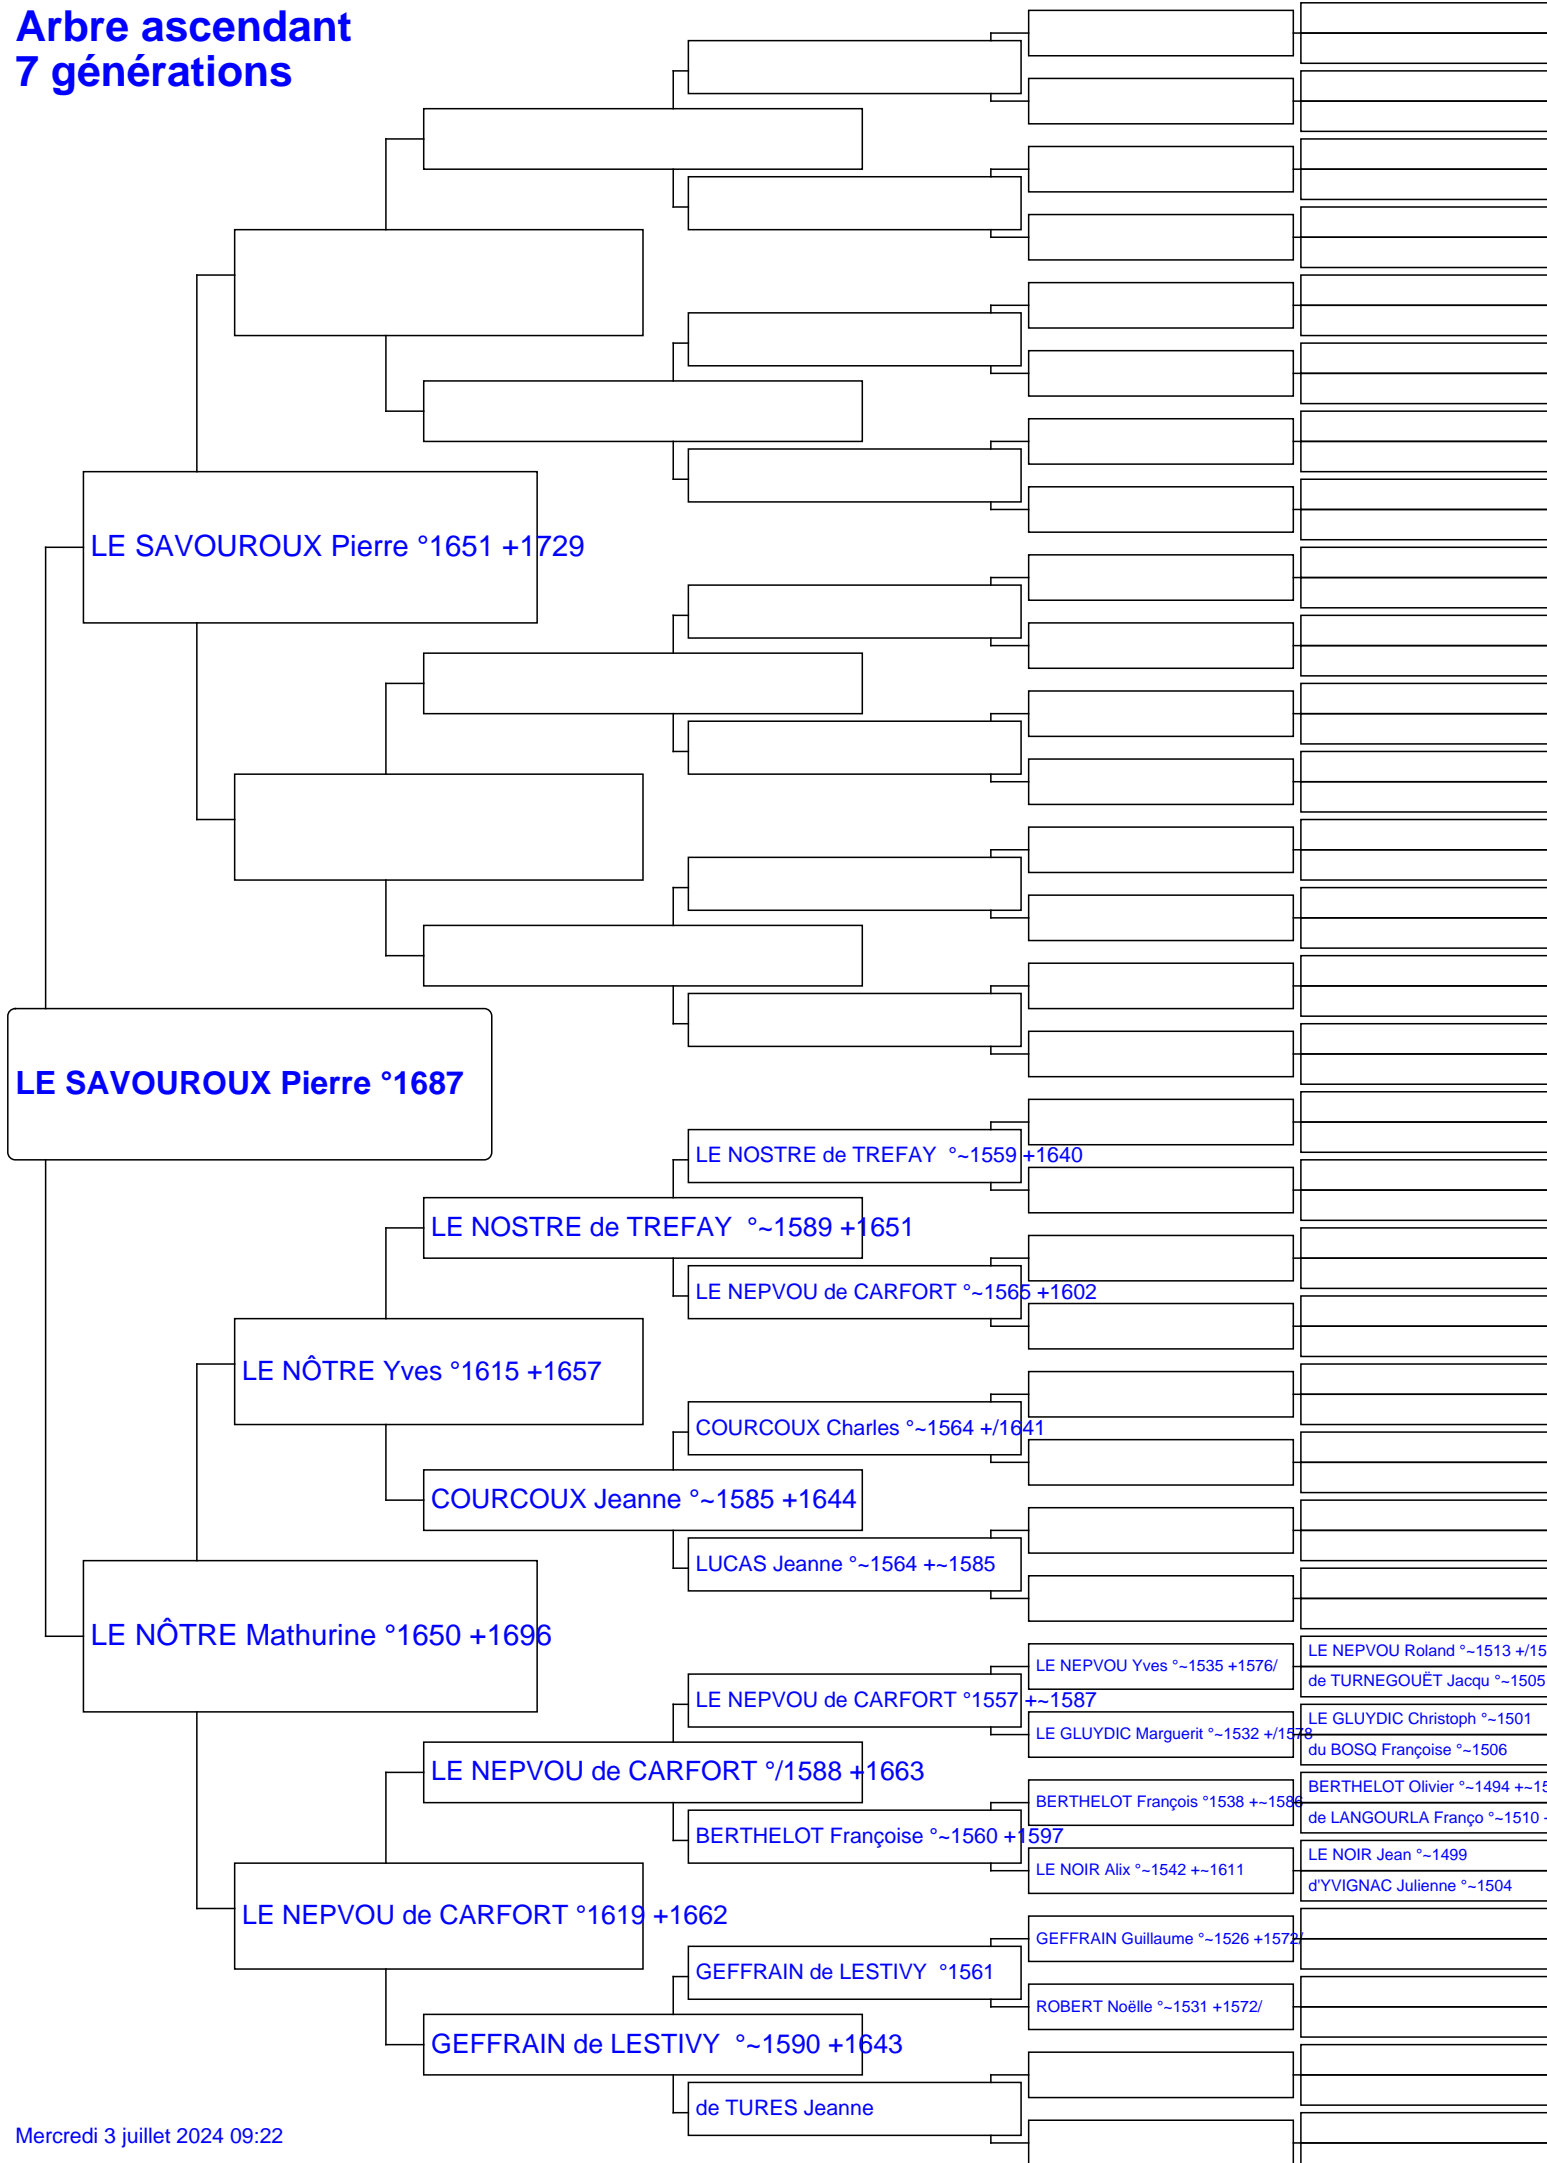 Arbre ascendant
7 générations
LE SAVOUROUX Pierre °1651 +1729
LE SAVOUROUX Pierre °1687
LE NOSTRE de TREFAY °~1559 +1640
LE NOSTRE de TREFAY °~1589 +1651
LE NEPVOU de CARFORT °~1565 +1602
LE NÔTRE Yves °1615 +1657
COURCOUX Charles °~1564 +/1641
COURCOUX Jeanne °~1585 +1644
LUCAS Jeanne °~1564 +~1585
LE NÔTRE Mathurine °1650 +1696
LE NEPVOU Roland °~1513 +/15
LE NEPVOU Yves °~1535 +1576/
de TURNEGOUËT Jacqu °~1505
LE NEPVOU de CARFORT °1557 +~1587
LE GLUYDIC Christoph °~1501
LE GLUYDIC Marguerit °~1532 +/1578
du BOSQ Françoise °~1506
LE NEPVOU de CARFORT °/1588 +1663
BERTHELOT Olivier °~1494 +~15
BERTHELOT François °1538 +~1586
de LANGOURLA Franço °~1510 +
BERTHELOT Françoise °~1560 +1597
LE NOIR Jean °~1499
LE NOIR Alix °~1542 +~1611
d'YVIGNAC Julienne °~1504
LE NEPVOU de CARFORT °1619 +1662
GEFFRAIN Guillaume °~1526 +1572/
GEFFRAIN de LESTIVY °1561
ROBERT Noëlle °~1531 +1572/
GEFFRAIN de LESTIVY °~1590 +1643
de TURES Jeanne
Mercredi 3 juillet 2024 09:22